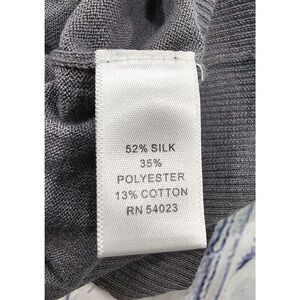 52% SILK
35%
POLYESTER
13% COTTON
RN 54023